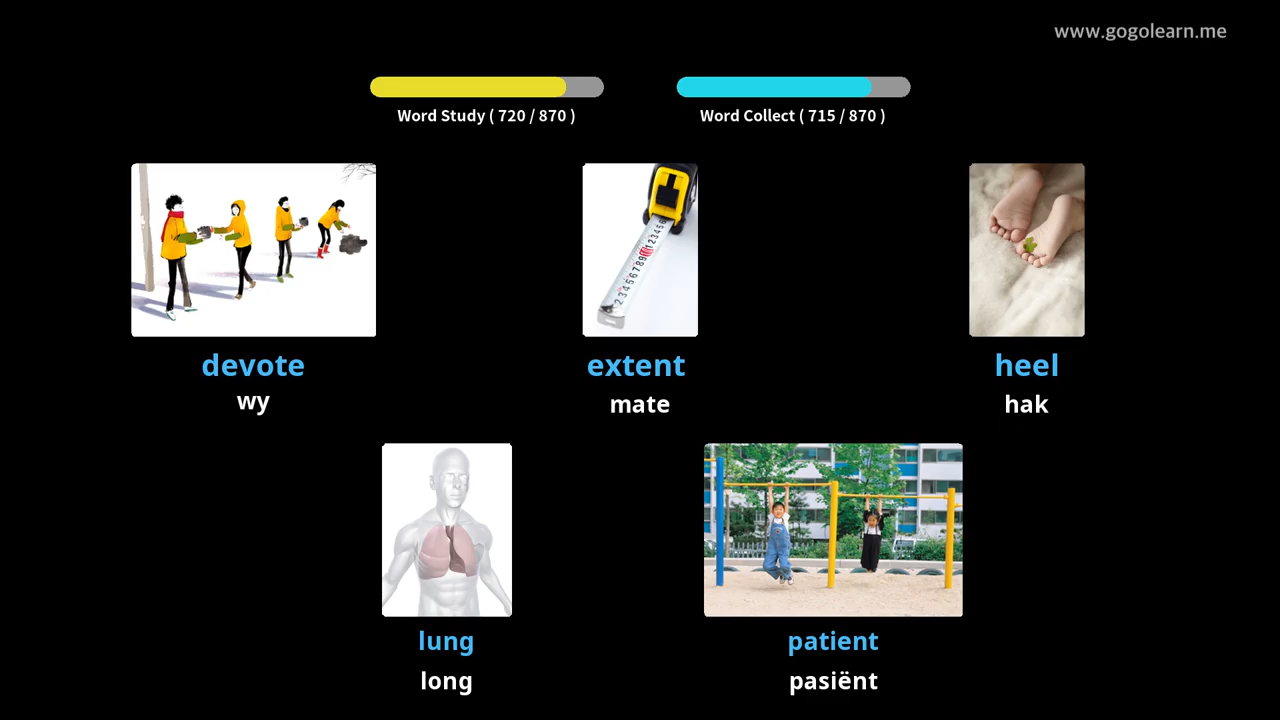 www.gogolearn.me
Word Study ( 720 / 870 )
Word Collect ( 715 / 870 )
devote
wy
extent
mate
heel
hak
lung
long
patient
pasiënt